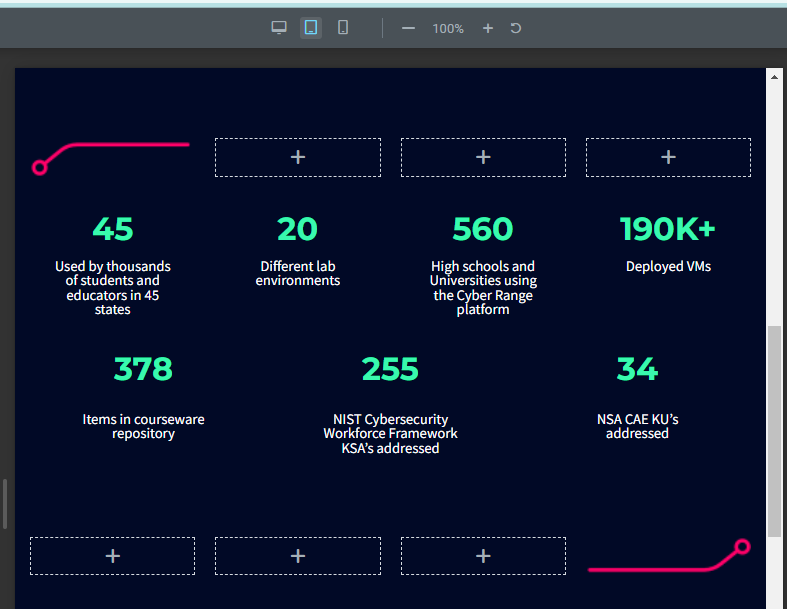 100%
45
20
560
190K+
Used by thousands
of students and
educators in 45
states
Different lab
environments
High schools and
Universities using
the Cyber Range
platform
Deployed VMs
378
255
34
Items in courseware
repository
NIST Cybersecurity
Workforce Framework
KSA’s addressed
NSA CAE KU’s
addressed